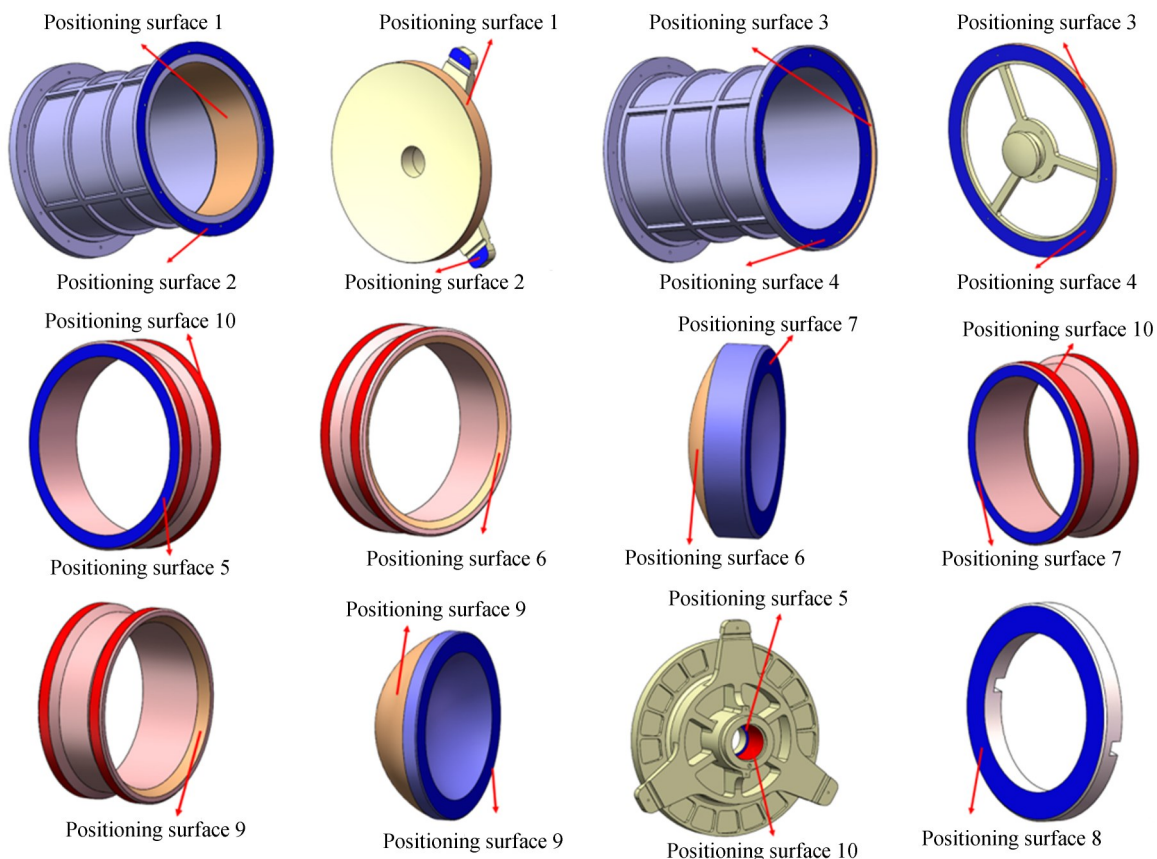 Positioning surface 1
Positioning surface 1
Positioning surface 3
Positioning surface 3
Positioning surface 2
Positioning surface 2
Positioning surface 4
Positioning surface 4
Positioning surface 10
Positioning surface 7
Positioning surface 10
Positioning surface 5
Positioning surface 6
Positioning surface 6
Positioning surface 7
Positioning surface 9
Positioning surface 5
Positioning surface 9
Positioning surface 9
Positioning surface 10
Positioning surface 8